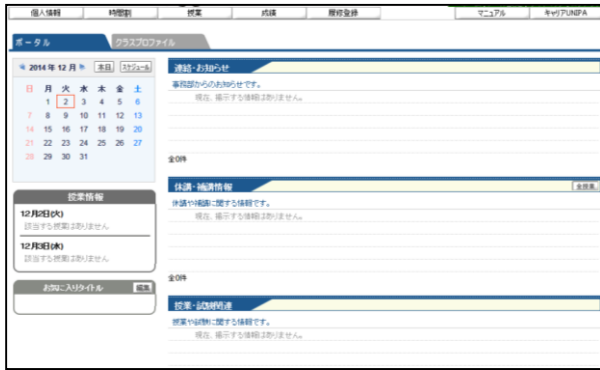 個人情報 時間割 授業 成績 履修登録 マニュアル キャリアUNIPA
ポータル クラスプロファイル
2014年12月 本日 スケジュール
日 月 火 水 木 金 土
1 2 3 4 5 6
7 8 9 10 11 12 13
14 15 16 17 18 19 20
21 22 23 24 25 26 27
28 29 30 31
授業情報
12月2日(火)
該当する授業はありません
12月3日(水)
該当する授業はありません
お気に入りタイトル 編集
連絡・お知らせ
事務部からのお知らせです。
現在、掲示する情報はありません。
全0件
休講・補講情報 全授業
休講や補講に関する情報です。
現在、掲示する情報はありません。
全0件
授業・試験関連
授業や試験に関する情報です。
現在、掲示する情報はありません。